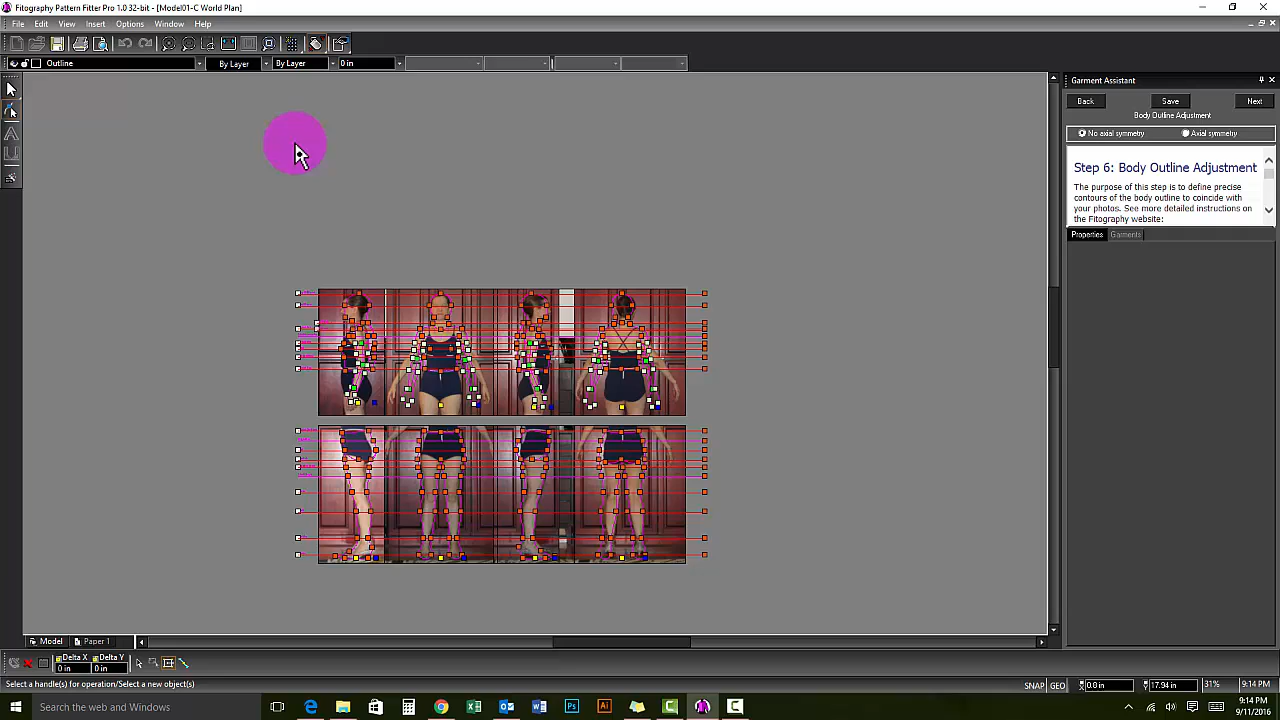 Fitography Pattern Fitter Pro 1.0 32-bit - [Model01-C World Plan]
File Edit View Insert Options Window Help
Outline By Layer By Layer 0 in
Garment Assistant
Back Save Next
Body Outline Adjustment
No axial symmetry Axial symmetry
Step 6: Body Outline Adjustment
The purpose of this step is to define precise
contours of the body outline to coincide with
your photos. See more detailed instructions on
the Fitography website:
Properties Garments
Model Paper 1
Delta X Delta Y
0 in 0 in
Select a handle(s) for operation/Select a new object(s)
SNAP GEO X 0.0 in Y 17.94 in 31% 9:14 PM
Search the web and Windows
9:14 PM
9/11/2016